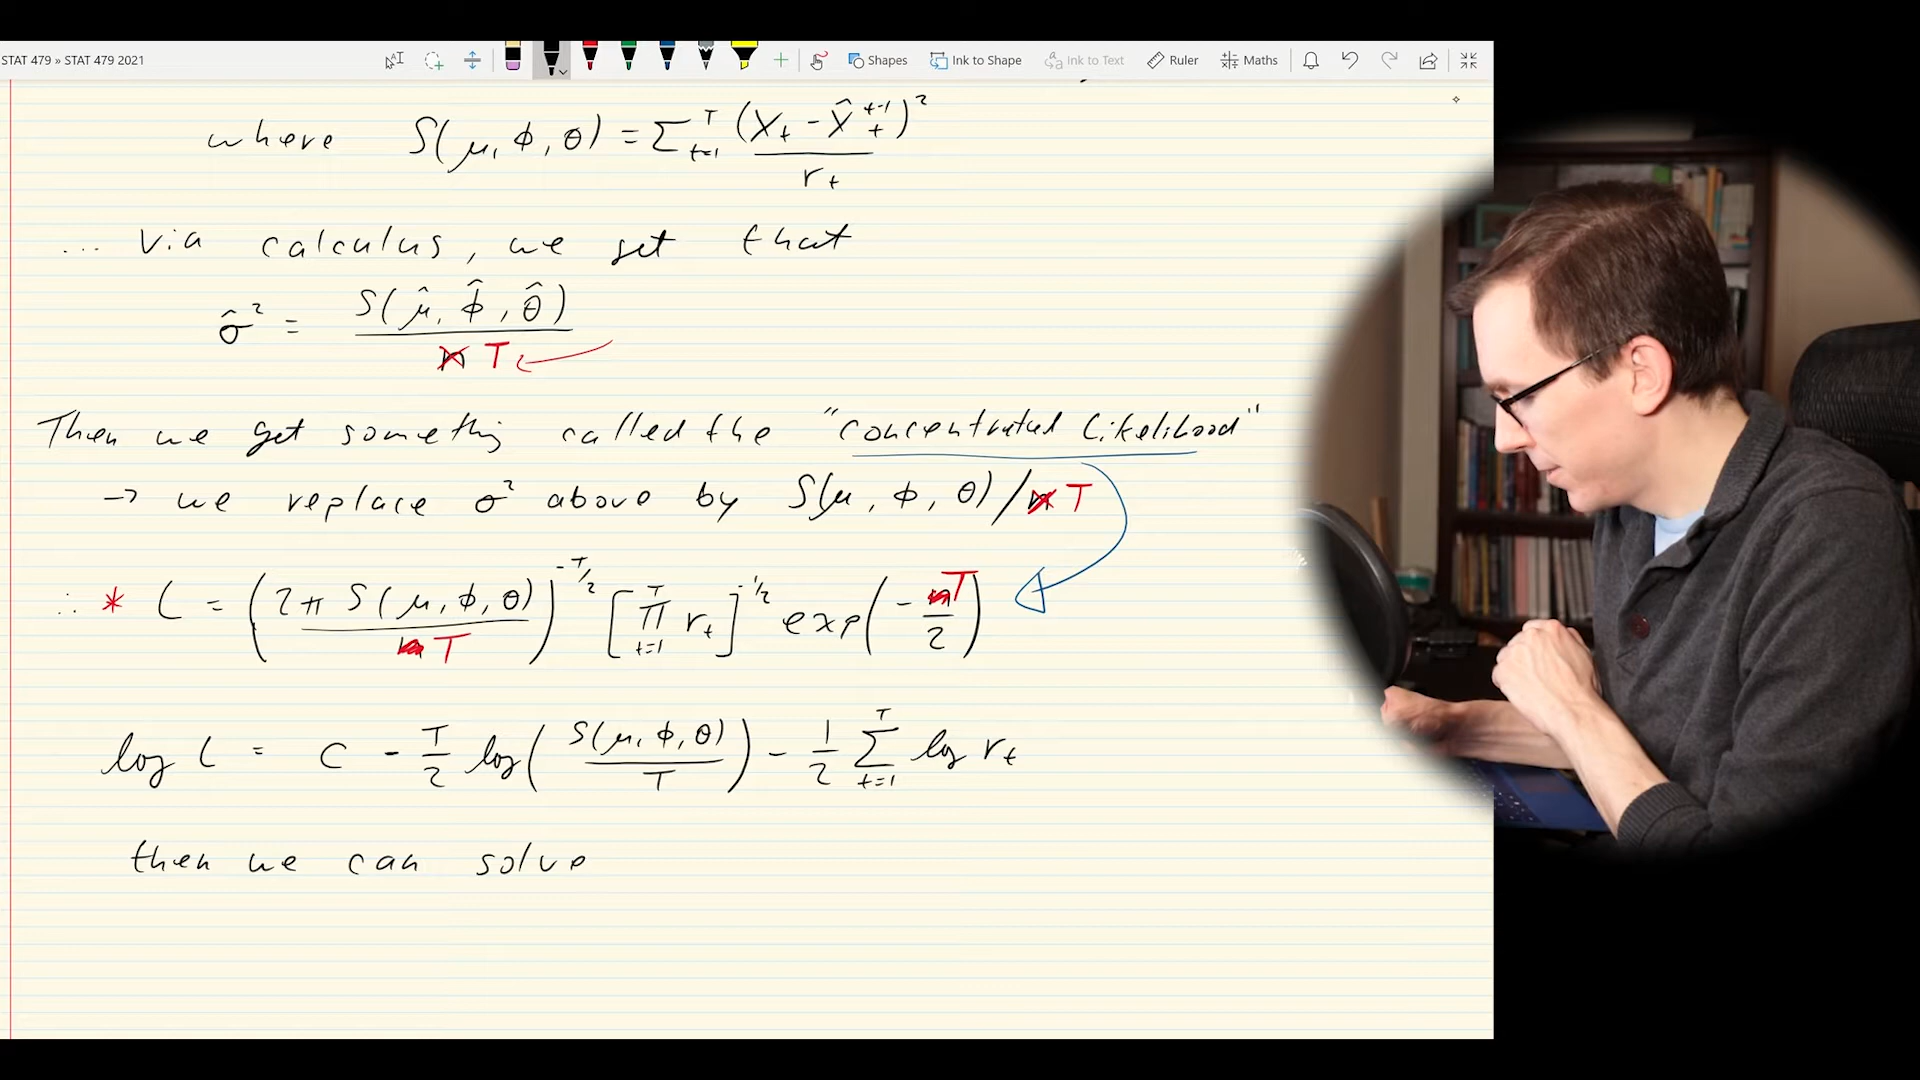 STAT 479 » STAT 479 2021
Shapes Ink to Shape Ink to Text Ruler Maths
where S(μ, ϕ, θ) = Σ_{t=1}^{T} (X_t - X̂_t^{t-1})² / r_t
... via calculus, we get that
σ̂² = S(μ̂, ϕ̂, θ̂) / T
Then we get something called the "concentrated likelihood"
→ we replace σ² above by S(μ, ϕ, θ)/T
∴ * L = (2π S(μ, ϕ, θ) / T)^{-T/2} [∏_{t=1}^{T} r_t]^{-1/2} exp(-T/2)
log L = C - T/2 log(S(μ, ϕ, θ) / T) - 1/2 Σ_{t=1}^{T} log r_t
then we can solve